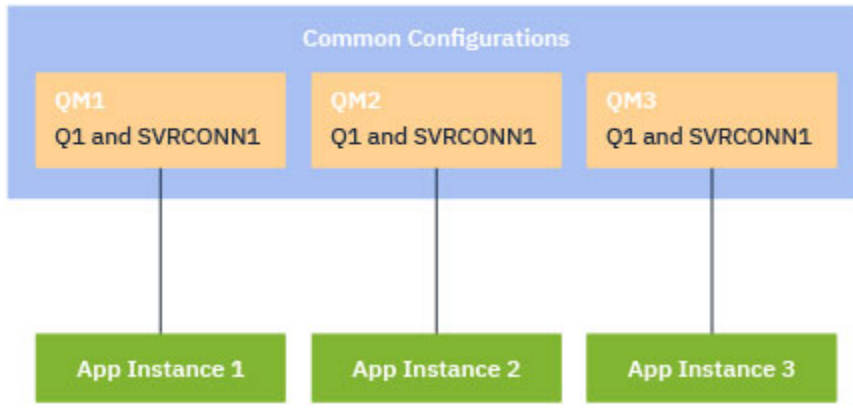 Common Configurations
QM1
Q1 and SVRCONN1
QM2
Q1 and SVRCONN1
QM3
Q1 and SVRCONN1
App Instance 1
App Instance 2
App Instance 3